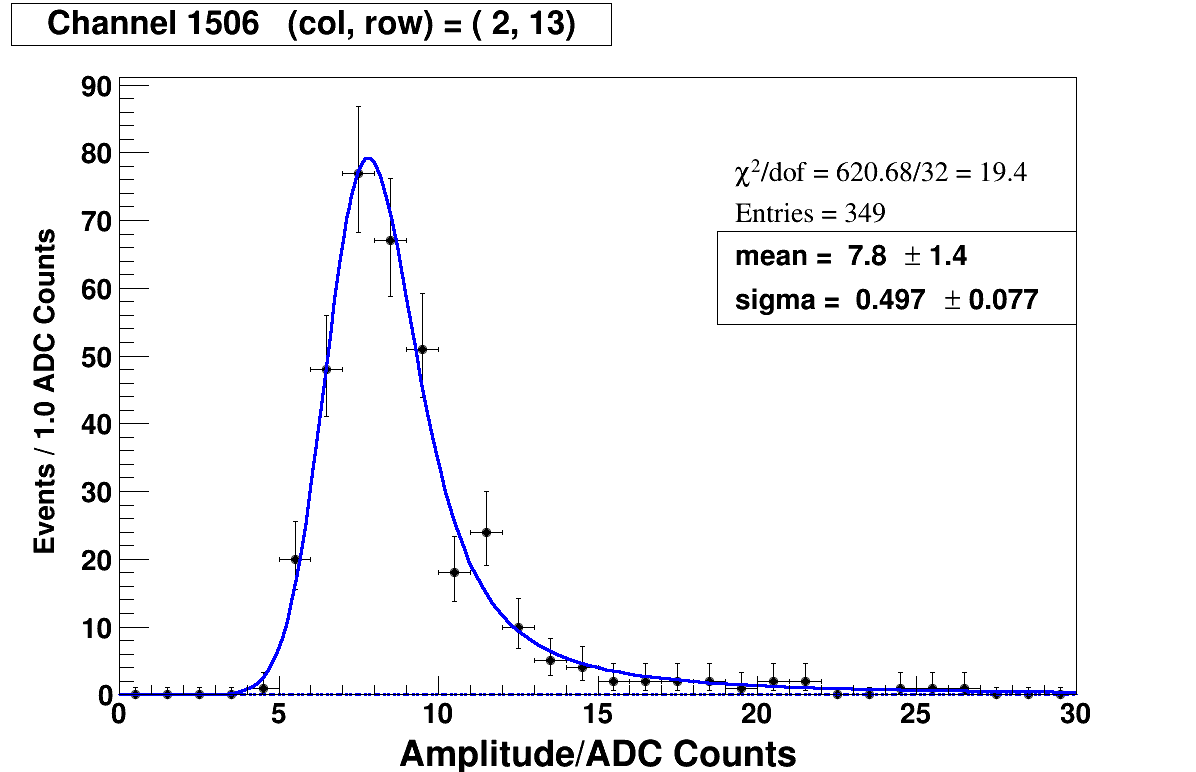 Channel 1506 (col, row) = ( 2, 13)
χ²/dof = 620.68/32 = 19.4
Entries = 349
mean = 7.8 ± 1.4
sigma = 0.497 ± 0.077
Events / 1.0 ADC Counts
90
80
70
60
50
40
30
20
10
0
0 5 10 15 20 25 30
Amplitude/ADC Counts